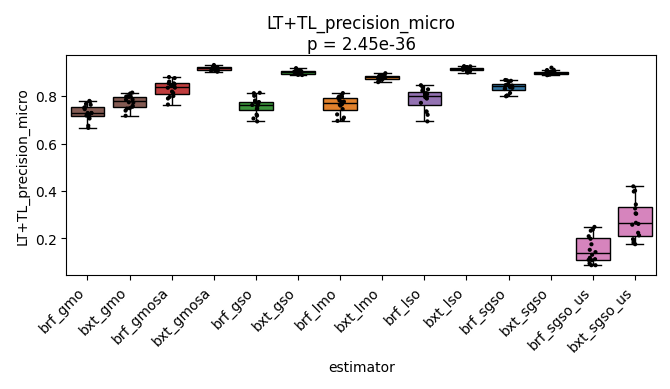 LT+TL_precision_micro
p = 2.45e-36
LT+TL_precision_micro
0.8
0.6
0.4
0.2
brf_gmo
bxt_gmo
brf_gmosa
bxt_gmosa
brf_gso
bxt_gso
brf_lmo
bxt_lmo
brf_lso
bxt_lso
brf_sgso
bxt_sgso
brf_sgso_us
bxt_sgso_us
estimator